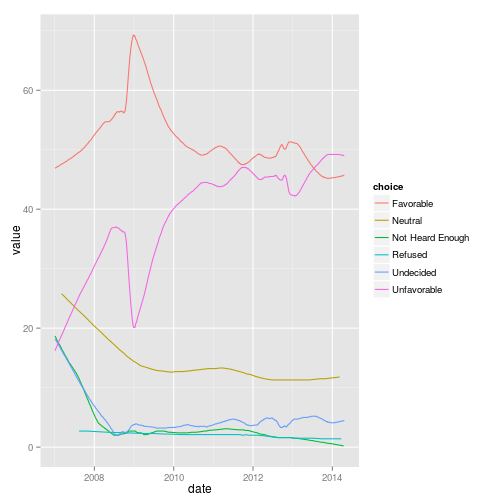 60
40
20
0
value
2008
2010
2012
2014
date
choice
Favorable
Neutral
Not Heard Enough
Refused
Undecided
Unfavorable